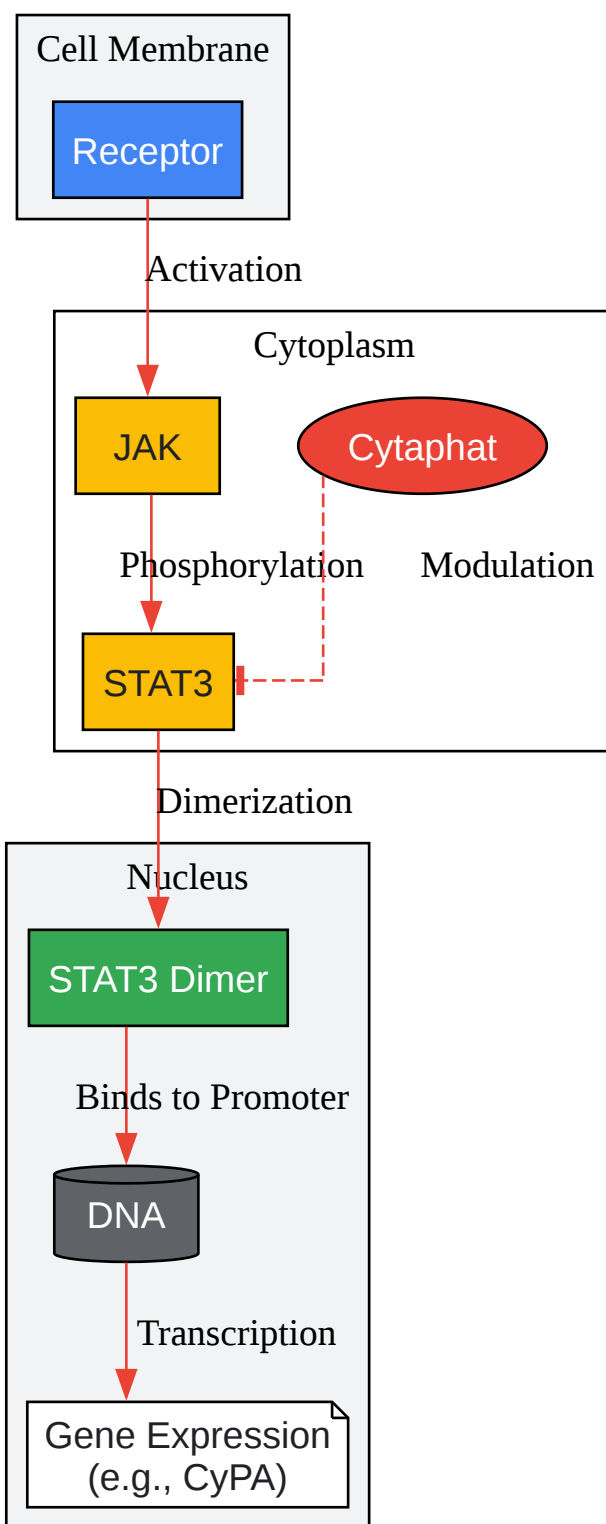 Cell Membrane
Receptor
Activation
Cytoplasm
JAK
Cytaphat
Phosphorylation
Modulation
STAT3
Dimerization
Nucleus
STAT3 Dimer
Binds to Promoter
DNA
Transcription
Gene Expression
(e.g., CyPA)